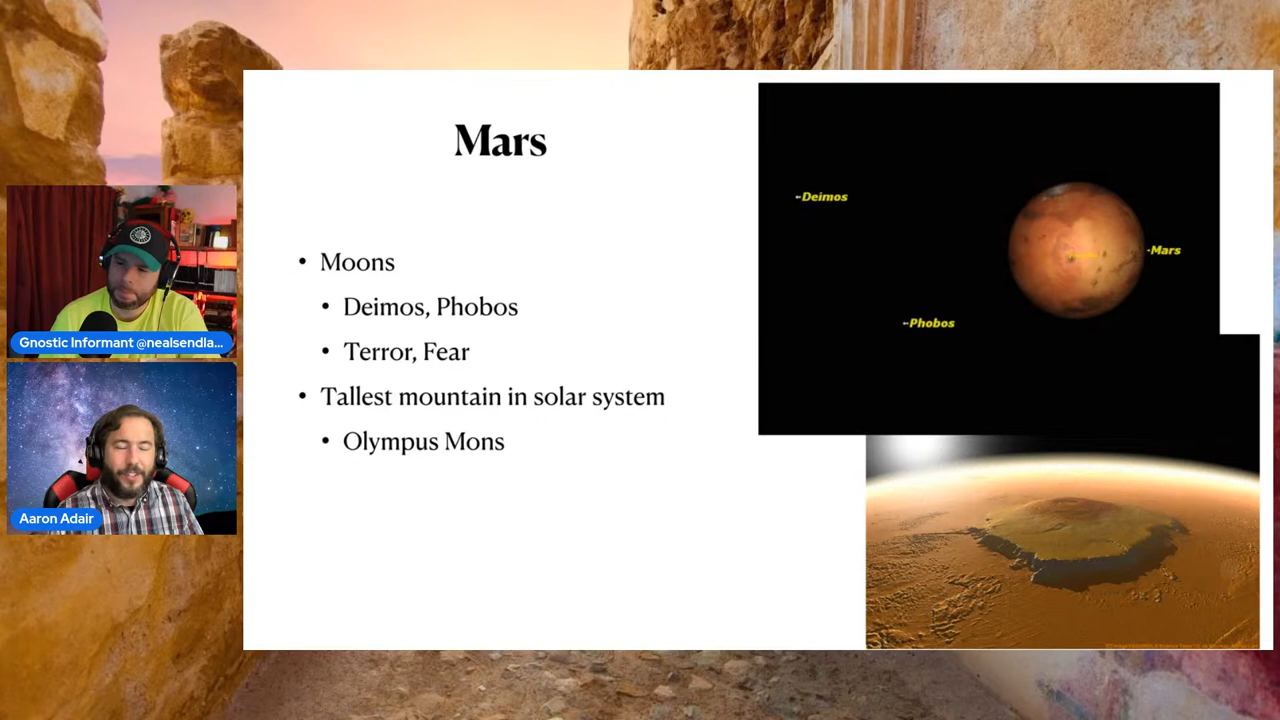 Mars
• Moons
• Deimos, Phobos
• Terror, Fear
• Tallest mountain in solar system
• Olympus Mons
←Deimos
-Mars
←Phobos
Gnostic Informant @nealsendla...
Aaron Adair